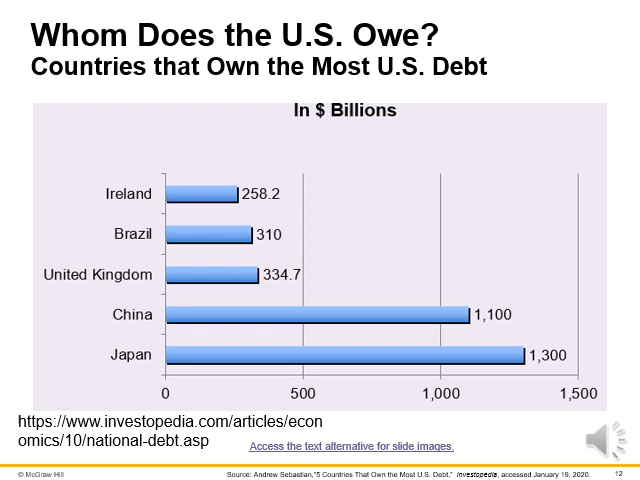 Whom Does the U.S. Owe?
Countries that Own the Most U.S. Debt
In $ Billions
Ireland 258.2
Brazil 310
United Kingdom 334.7
China 1,100
Japan 1,300
0 500 1,000 1,500
https://www.investopedia.com/articles/econ
omics/10/national-debt.asp
Access the text alternative for slide images.
© McGraw Hill
Source: Andrew Sebastian,"5 Countries That Own the Most U.S. Debt," Investopedia, accessed January 19, 2020.
12